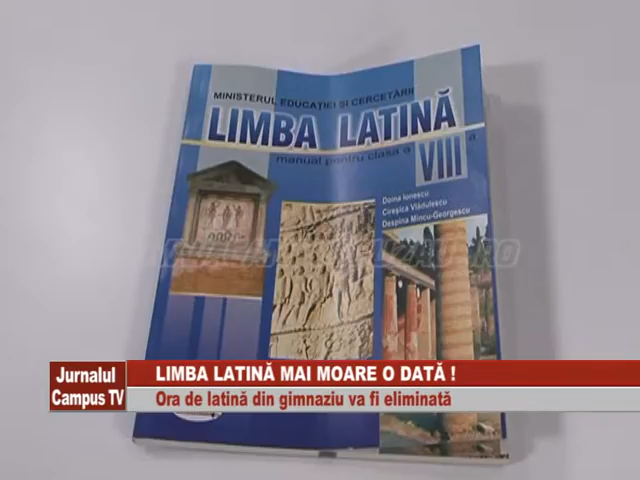 MINISTERUL EDUCAȚIEI ȘI CERCETĂRII
LIMBA LATINĂ
manual pentru clasa a VIII a
Doina Ionescu
Cireșica Vlădulescu
Despina Mincu-Georgescu
Jurnalul
Campus TV
LIMBA LATINĂ MAI MOARE O DATĂ !
Ora de latină din gimnaziu va fi eliminată